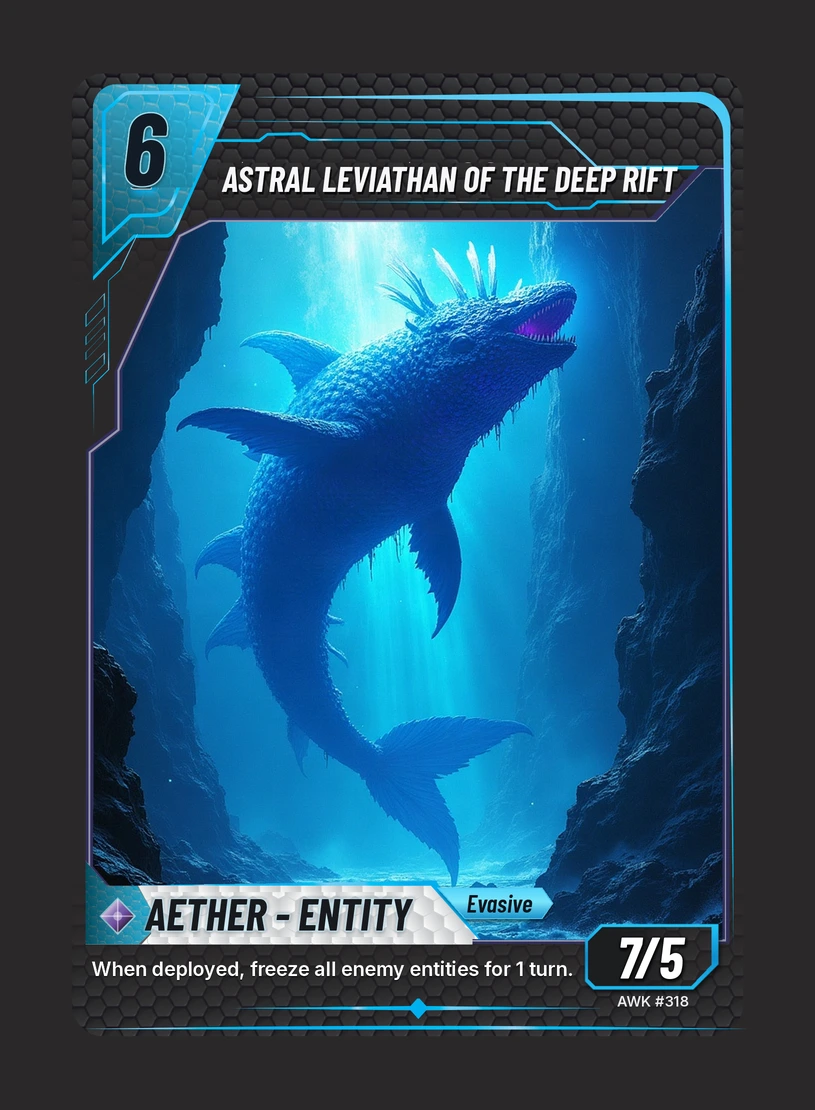 6
ASTRAL LEVIATHAN OF THE DEEP RIFT
AETHER - ENTITY
Evasive
When deployed, freeze all enemy entities for 1 turn.
7/5
AWK #318